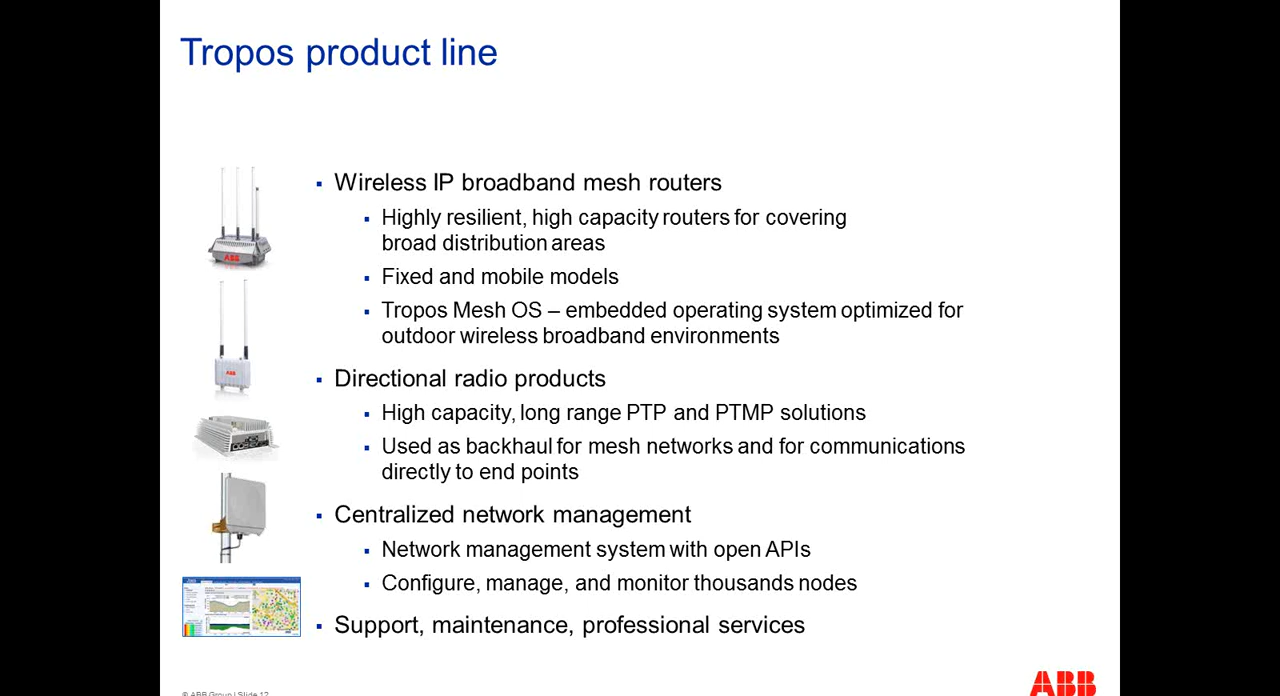 Tropos product line
Wireless IP broadband mesh routers
Highly resilient, high capacity routers for covering
broad distribution areas
Fixed and mobile models
Tropos Mesh OS – embedded operating system optimized for
outdoor wireless broadband environments
Directional radio products
High capacity, long range PTP and PTMP solutions
Used as backhaul for mesh networks and for communications
directly to end points
Centralized network management
Network management system with open APIs
Configure, manage, and monitor thousands nodes
Support, maintenance, professional services
ABB
ABB
© ABB Group | Slide 12
ABB